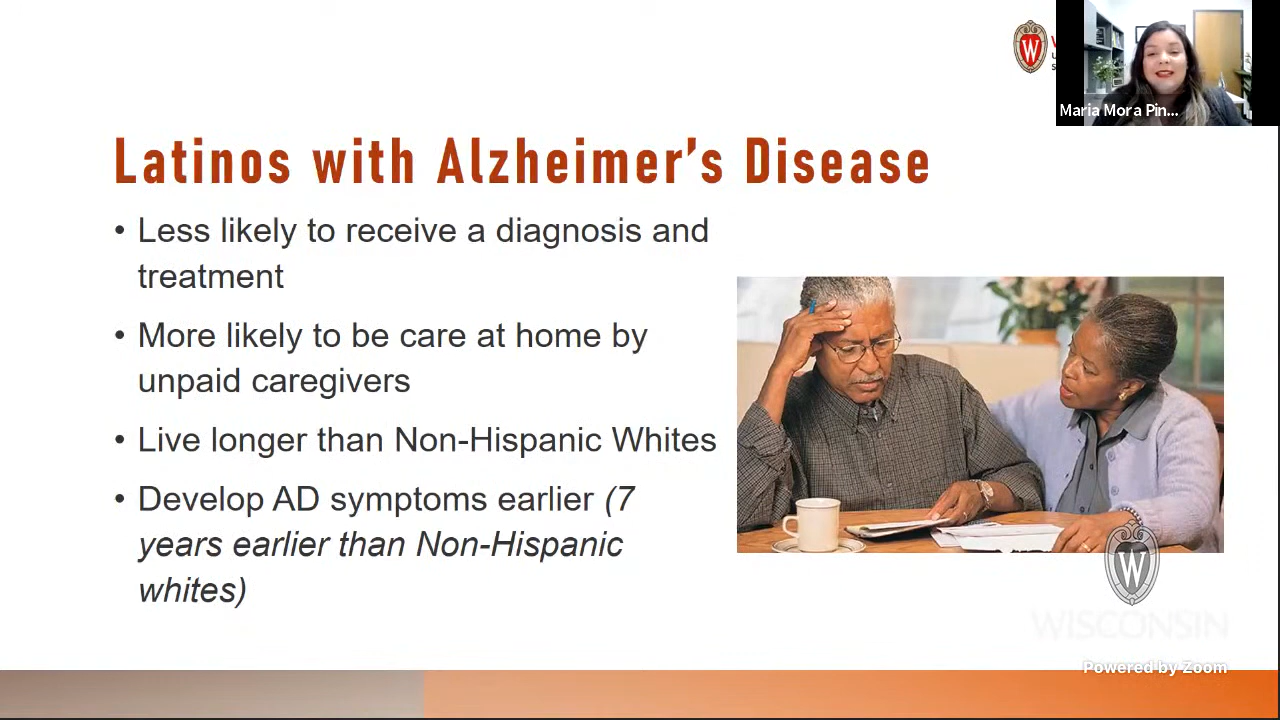 W
Maria Mora Pin...
Latinos with Alzheimer's Disease
• Less likely to receive a diagnosis and
treatment
• More likely to be care at home by
unpaid caregivers
• Live longer than Non-Hispanic Whites
• Develop AD symptoms earlier (7
years earlier than Non-Hispanic
whites)
W
WISCONSIN
Powered by Zoom